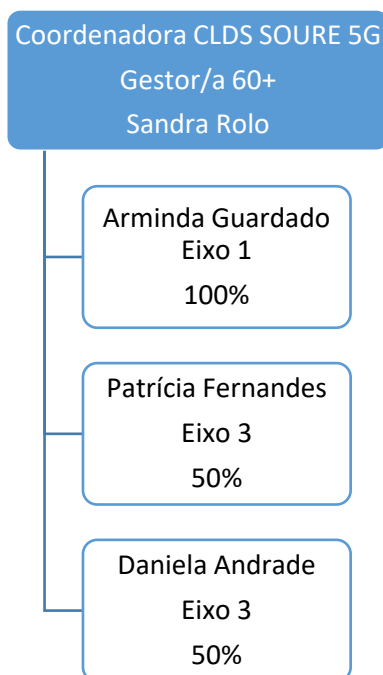 Coordenadora CLDS SOURE 5G
Gestor/a 60+
Sandra Rolo
Arminda Guardado
Eixo 1
100%
Patrícia Fernandes
Eixo 3
50%
Daniela Andrade
Eixo 3
50%